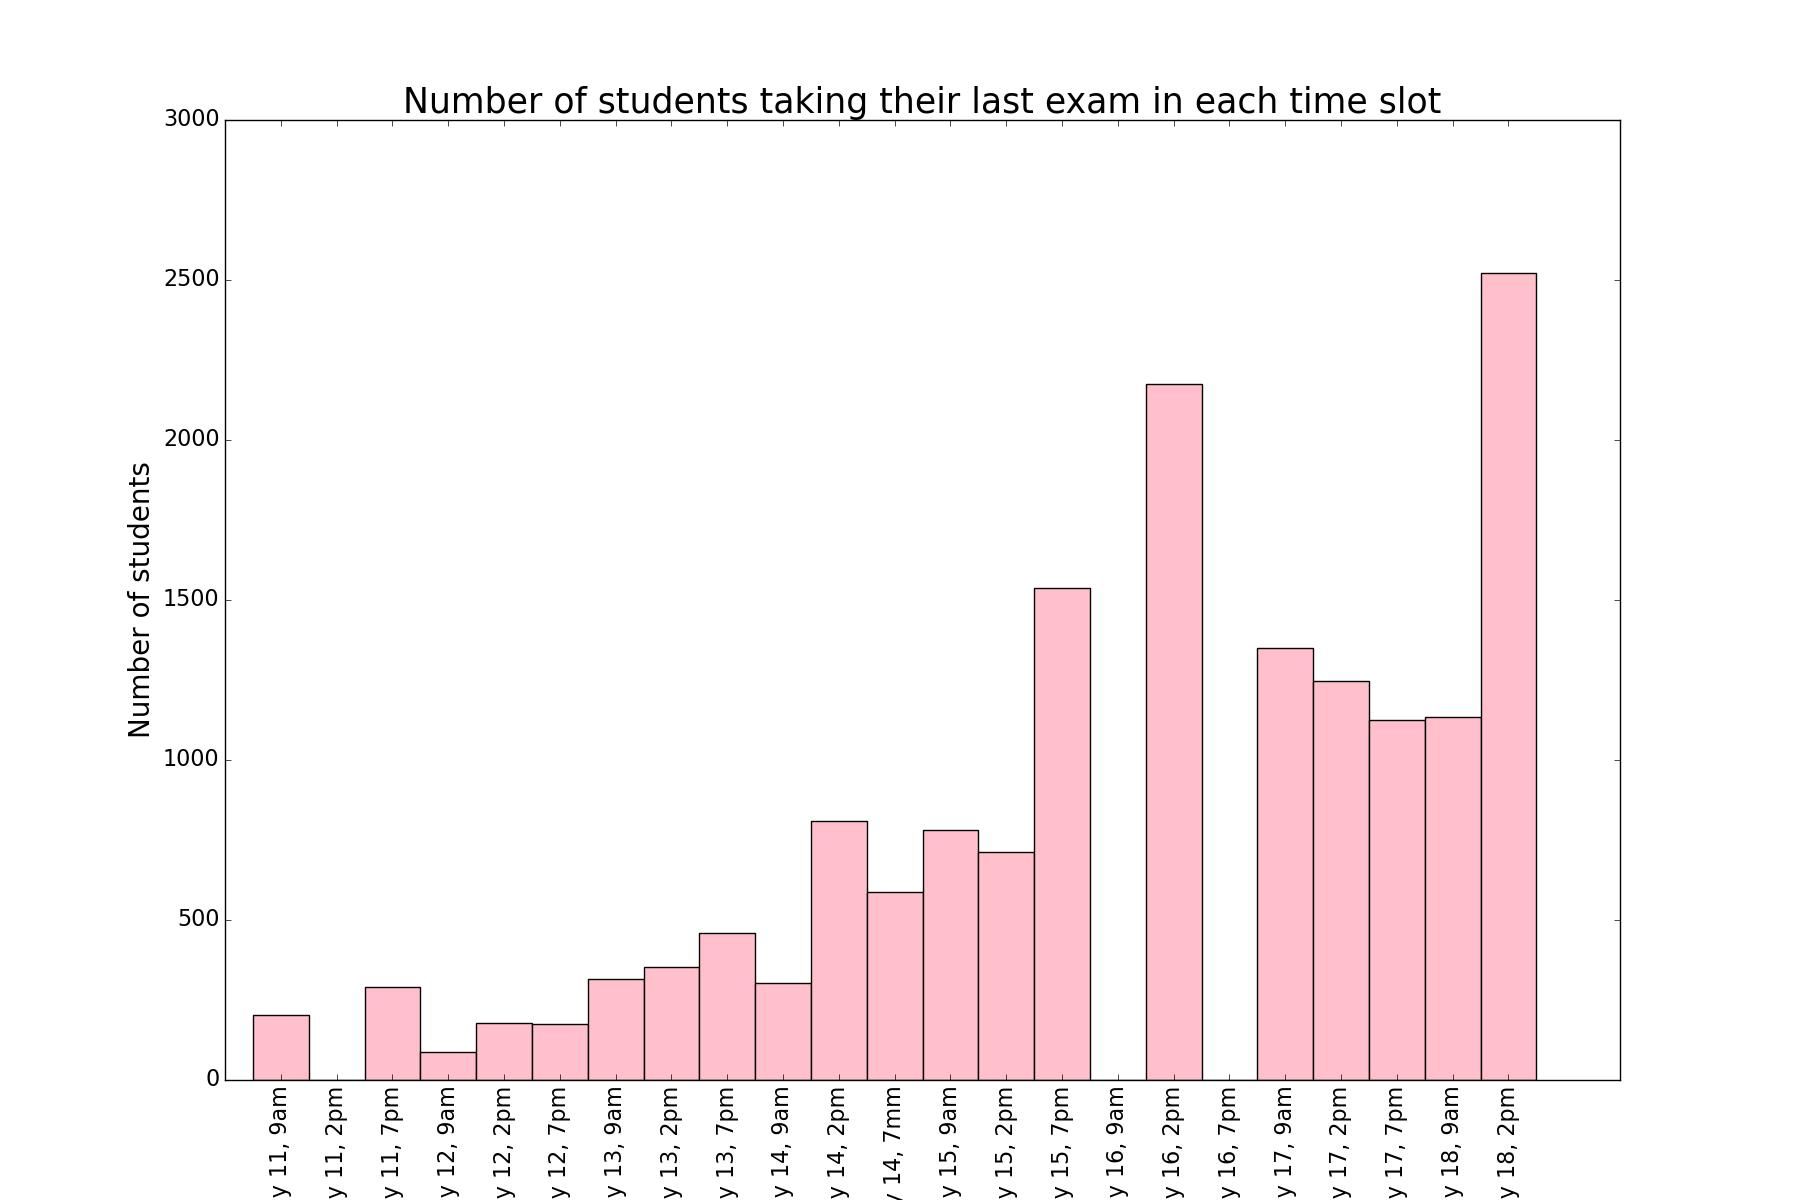 Number of students taking their last exam in each time slot
3000
2500
2000
1500
1000
500
0
Number of students
y 11, 9am
y 11, 2pm
y 11, 7pm
y 12, 9am
y 12, 2pm
y 12, 7pm
y 13, 9am
y 13, 2pm
y 13, 7pm
y 14, 9am
y 14, 2pm
y 14, 7mm
y 15, 9am
y 15, 2pm
y 15, 7pm
y 16, 9am
y 16, 2pm
y 16, 7pm
y 17, 9am
y 17, 2pm
y 17, 7pm
y 18, 9am
y 18, 2pm